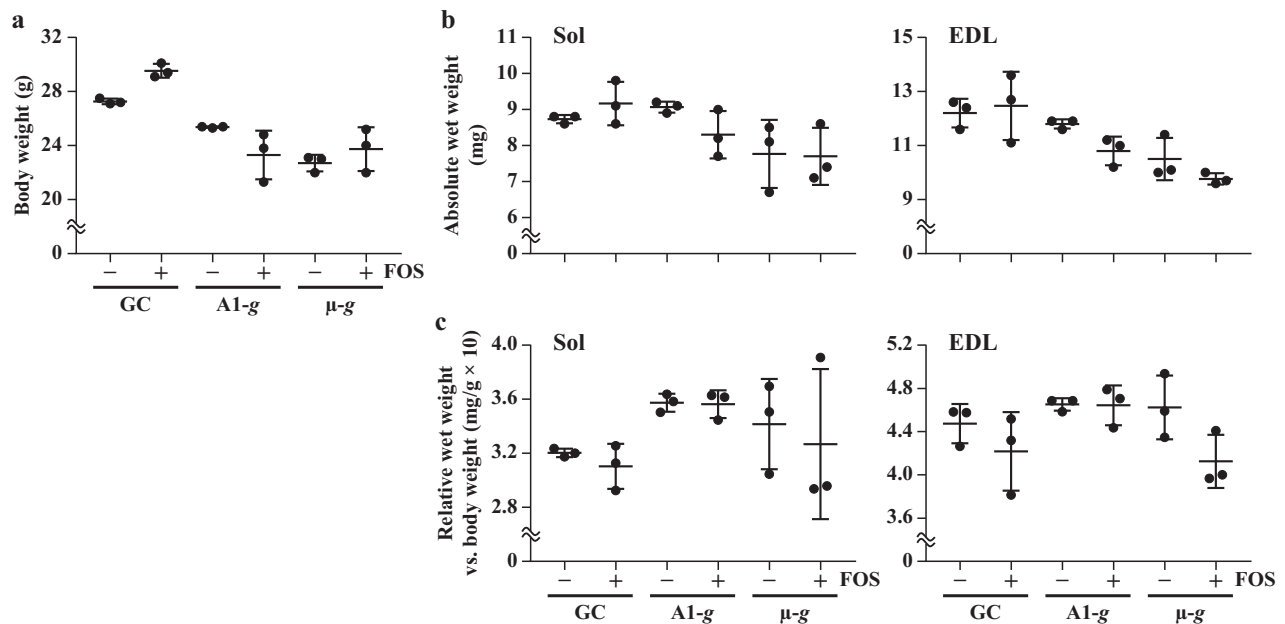 a
Body weight (g)
32
28
24
20
0
− + − + − + FOS
GC A1-g μ-g
b
Absolute wet weight
(mg)
Sol
11
10
9
8
7
6
0
EDL
15
13
11
9
0
c
Relative wet weight
vs. body weight (mg/g × 10)
Sol
4.0
3.6
3.2
2.8
0
− + − + − + FOS
GC A1-g μ-g
EDL
5.2
4.8
4.4
4.0
3.6
0
− + − + − + FOS
GC A1-g μ-g